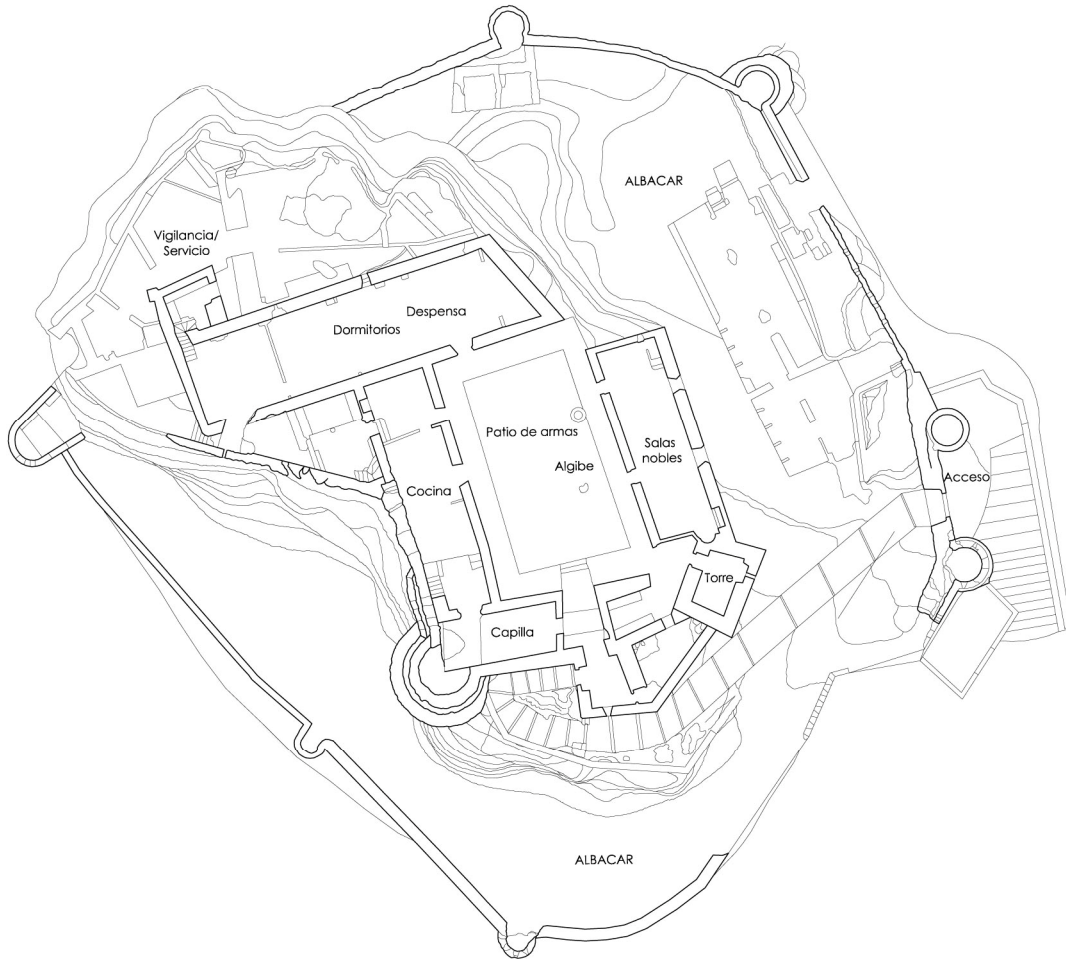 ALBACAR
Vigilancia/
Servicio
Despensa
Dormitorios
Patio de armas
Algibe
Salas
nobles
Cocina
Acceso
Torre
Capilla
ALBACAR